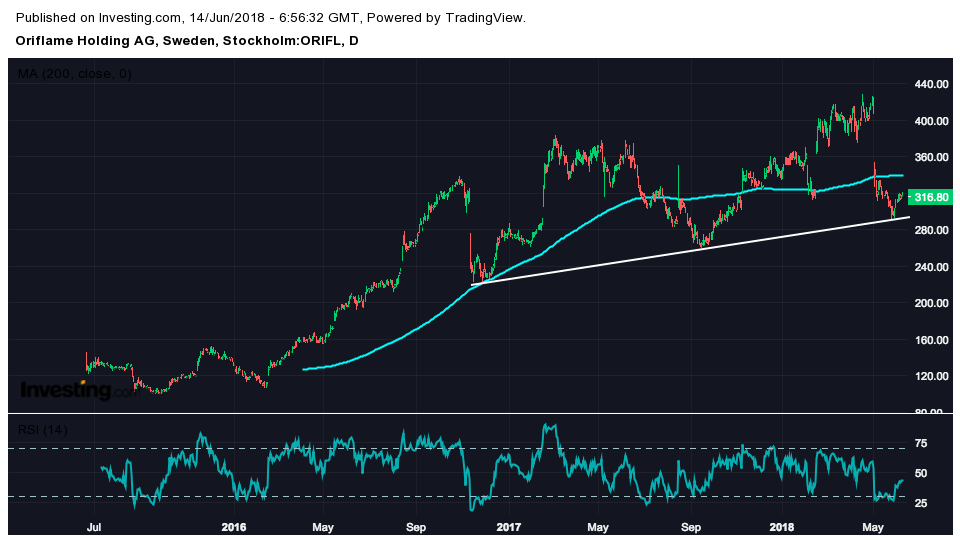 Published on Investing.com, 14/Jun/2018 - 6:56:32 GMT, Powered by TradingView.
Oriflame Holding AG, Sweden, Stockholm:ORIFL, D
MA (200, close, 0)
440.00
400.00
360.00
316.80
280.00
240.00
200.00
160.00
120.00
80.00
Investing.com
RSI (14)
75
50
25
Jul 2016 May Sep 2017 May Sep 2018 May